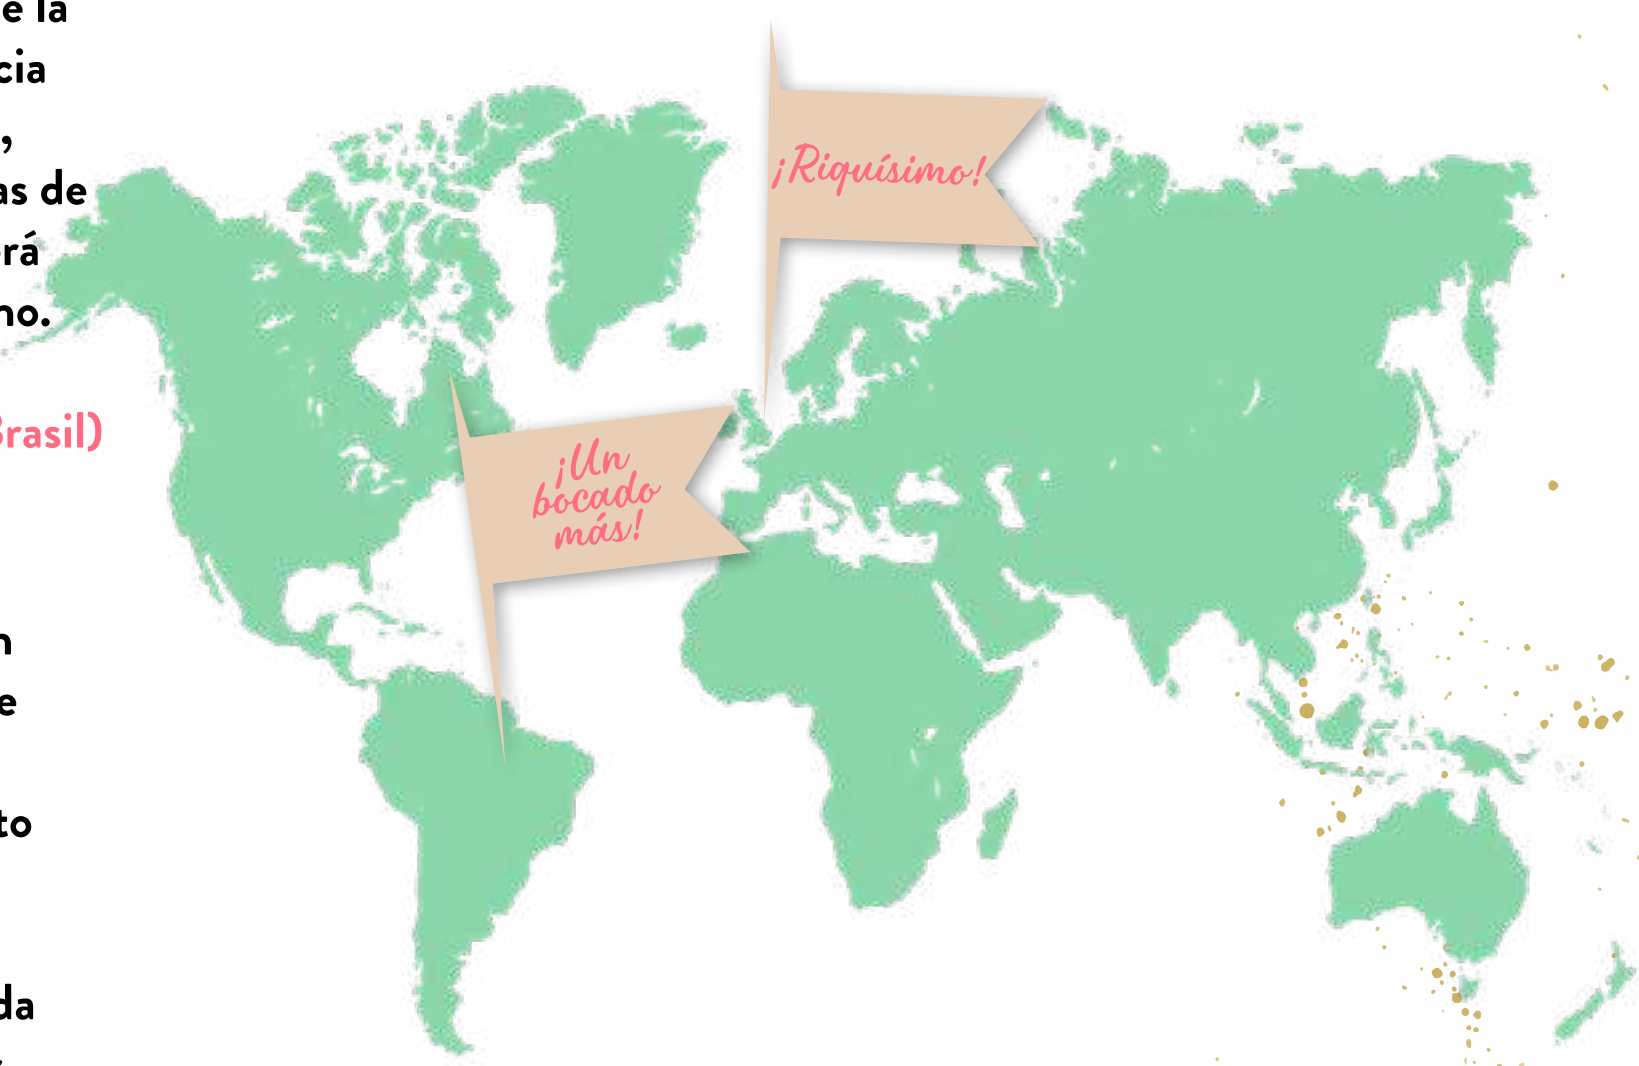 e la
cia
,
as de
rá
no.
Brasil)
n
e
to
da
¡Riquísimo!
¡Un
bocado
más!